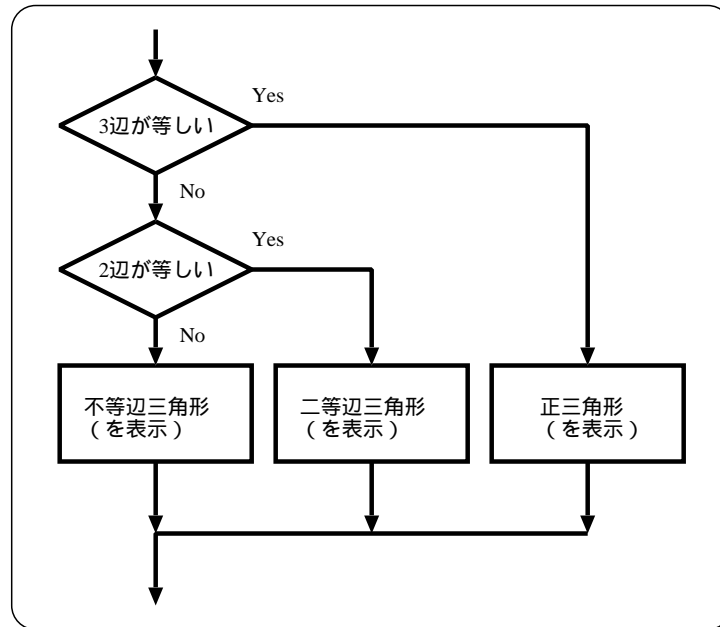 Yes
3辺が等しい
No
Yes
2辺が等しい
No
不等辺三角形
(を表示)
二等辺三角形
(を表示)
正三角形
(を表示)